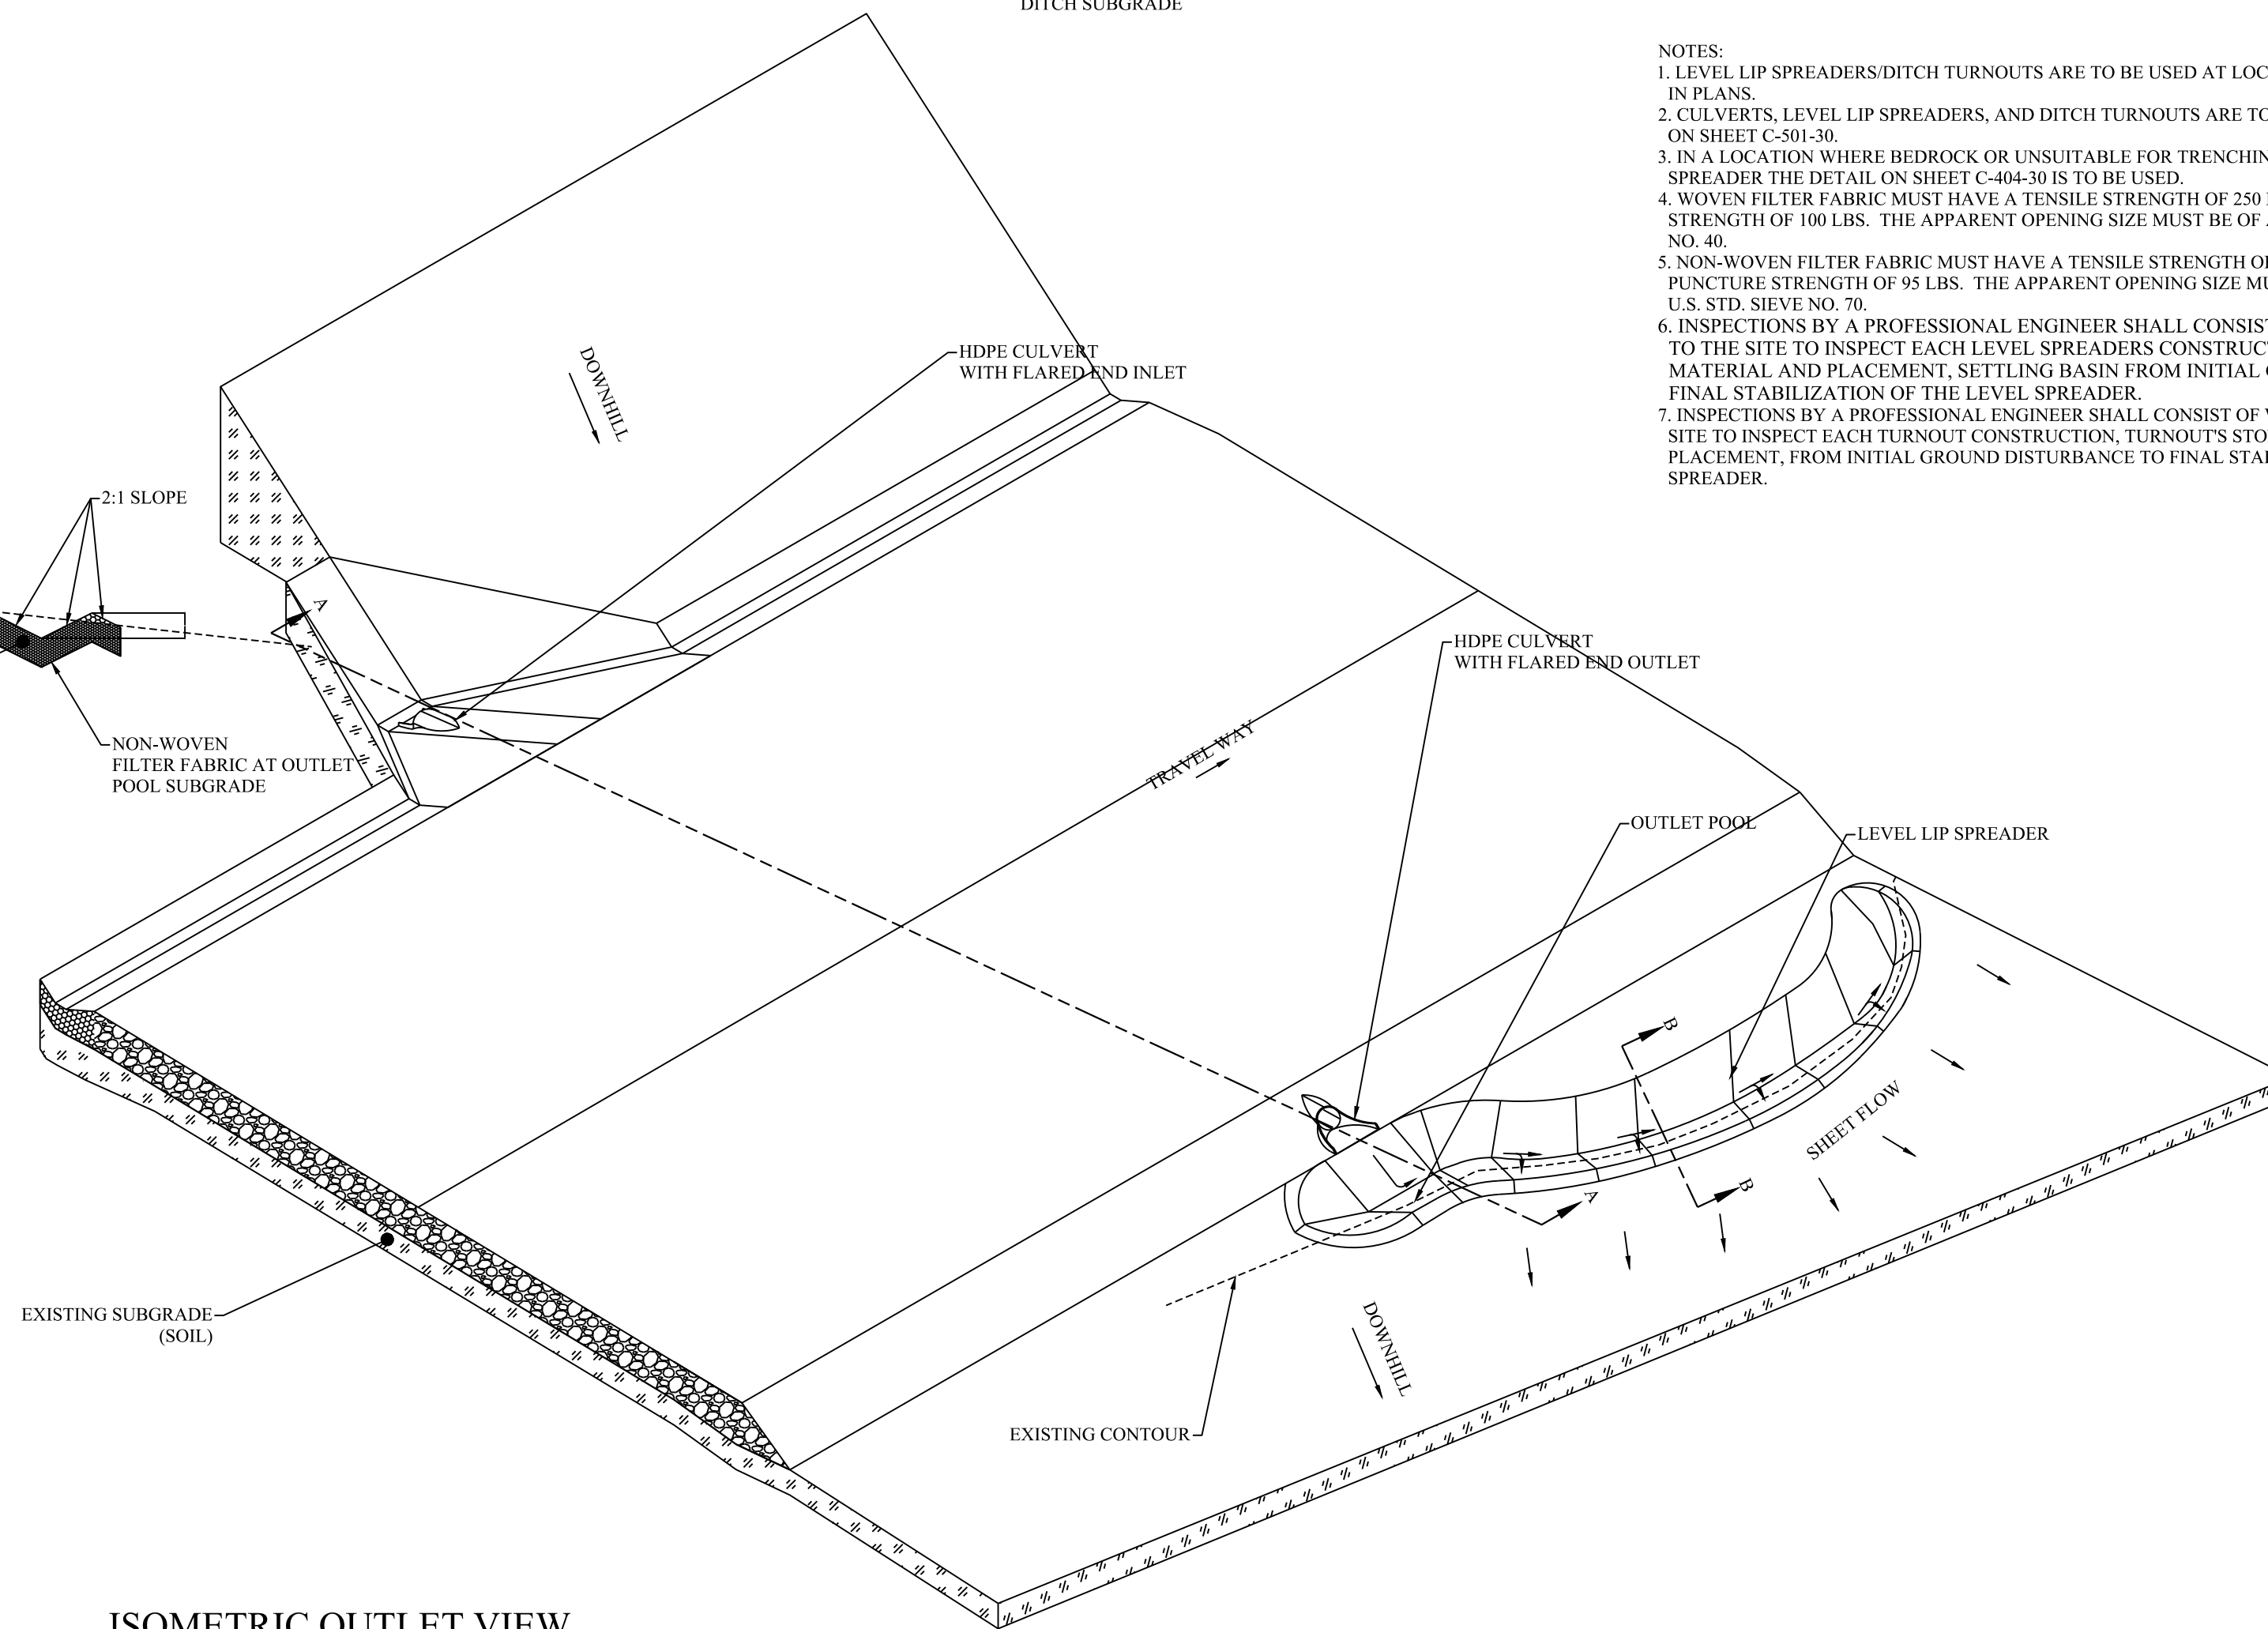 DITCH SUBGRADE
NOTES:
1. LEVEL LIP SPREADERS/DITCH TURNOUTS ARE TO BE USED AT
IN PLANS.
2. CULVERTS, LEVEL LIP SPREADERS, AND DITCH TURNOUTS ARE TO
ON SHEET C-501-30.
3. IN A LOCATION WHERE BEDROCK OR UNSUITABLE FOR
SPREADER THE DETAIL ON SHEET C-404-30 IS TO BE USED.
4. WOVEN FILTER FABRIC MUST HAVE A TENSILE STRENGTH OF 250
STRENGTH OF 100 LBS. THE APPARENT OPENING SIZE MUST BE OF
NO. 40.
5. NON-WOVEN FILTER FABRIC MUST HAVE A TENSILE STRENGTH
PUNCTURE STRENGTH OF 95 LBS. THE APPARENT OPENING SIZE
U.S. STD. SIEVE NO. 70.
6. INSPECTIONS BY A PROFESSIONAL ENGINEER SHALL CONSIST
TO THE SITE TO INSPECT EACH LEVEL SPREADERS
MATERIAL AND PLACEMENT, SETTLING BASIN FROM INITIAL
FINAL STABILIZATION OF THE LEVEL SPREADER.
7. INSPECTIONS BY A PROFESSIONAL ENGINEER SHALL CONSIST OF
SITE TO INSPECT EACH TURNOUT CONSTRUCTION, TURNOUT'S
PLACEMENT, FROM INITIAL GROUND DISTURBANCE TO FINAL
SPREADER.
HDPE CULVERT
WITH FLARED END INLET
DOWNHILL
2:1 SLOPE
A
HDPE CULVERT
WITH FLARED END OUTLET
NON-WOVEN
FILTER FABRIC AT OUTLET
POOL SUBGRADE
TRAVEL WAY
OUTLET POOL
LEVEL LIP SPREADER
B
SHEET FLOW
B
A
EXISTING SUBGRADE
(SOIL)
DOWNHILL
EXISTING CONTOUR
ISOMETRIC OUTLET VIEW